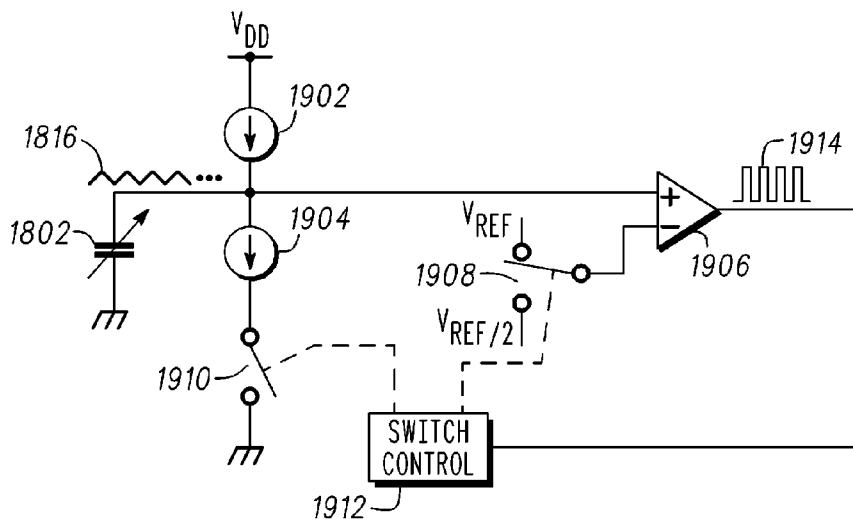 V_DD
1902
1816
1914
1802
1904
V_REF
+
−
1906
1908
V_REF/2
1910
SWITCH
CONTROL
1912